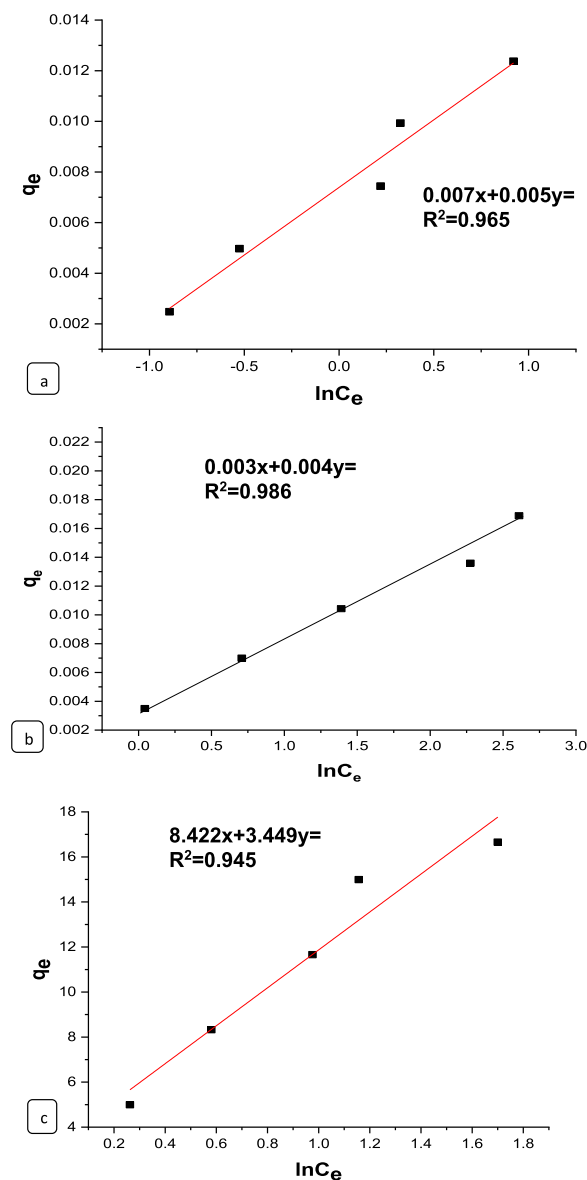 0.014
0.012
0.010
0.008
0.006
0.004
0.002
qe
0.007x+0.005y=
R²=0.965
-1.0 -0.5 0.0 0.5 1.0
lnCe
a
0.022
0.020
0.018
0.016
0.014
0.012
0.010
0.008
0.006
0.004
0.002
qe
0.003x+0.004y=
R²=0.986
0.0 0.5 1.0 1.5 2.0 2.5 3.0
lnCe
b
18
16
14
12
10
8
6
4
qe
8.422x+3.449y=
R²=0.945
0.2 0.4 0.6 0.8 1.0 1.2 1.4 1.6 1.8
lnCe
c